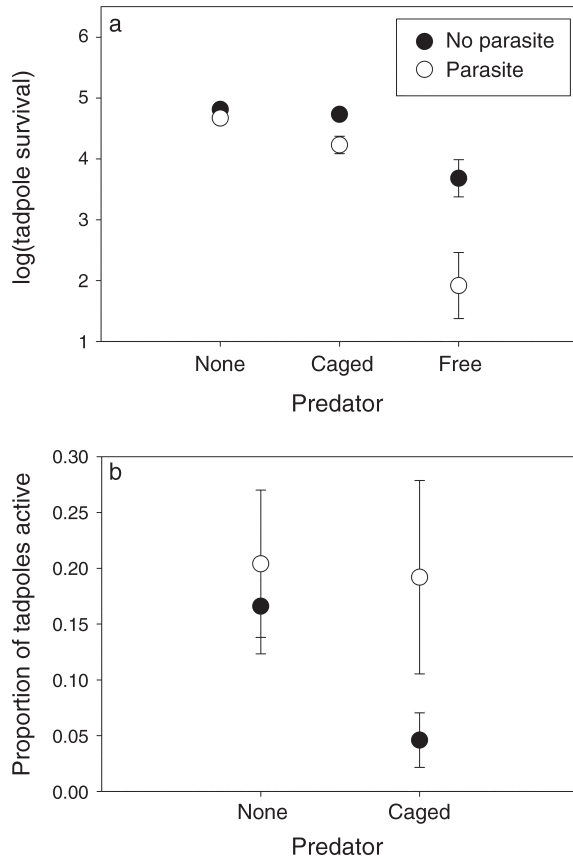 a
No parasite
Parasite
log(tadpole survival)
6
5
4
3
2
1
None Caged Free
Predator
b
Proportion of tadpoles active
0.30
0.25
0.20
0.15
0.10
0.05
0.00
None Caged
Predator